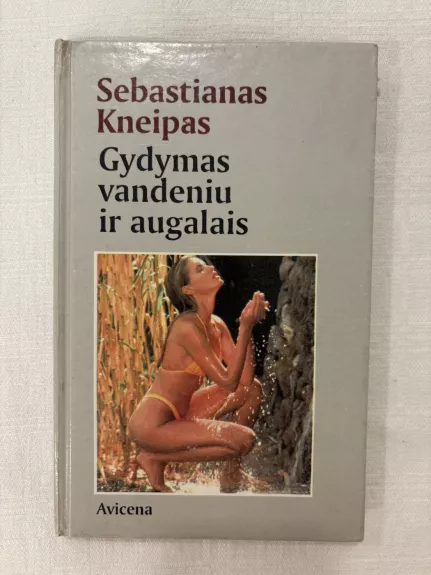 Sebastianas
Kneipas
Gydymas
vandeniu
ir augalais
Avicena